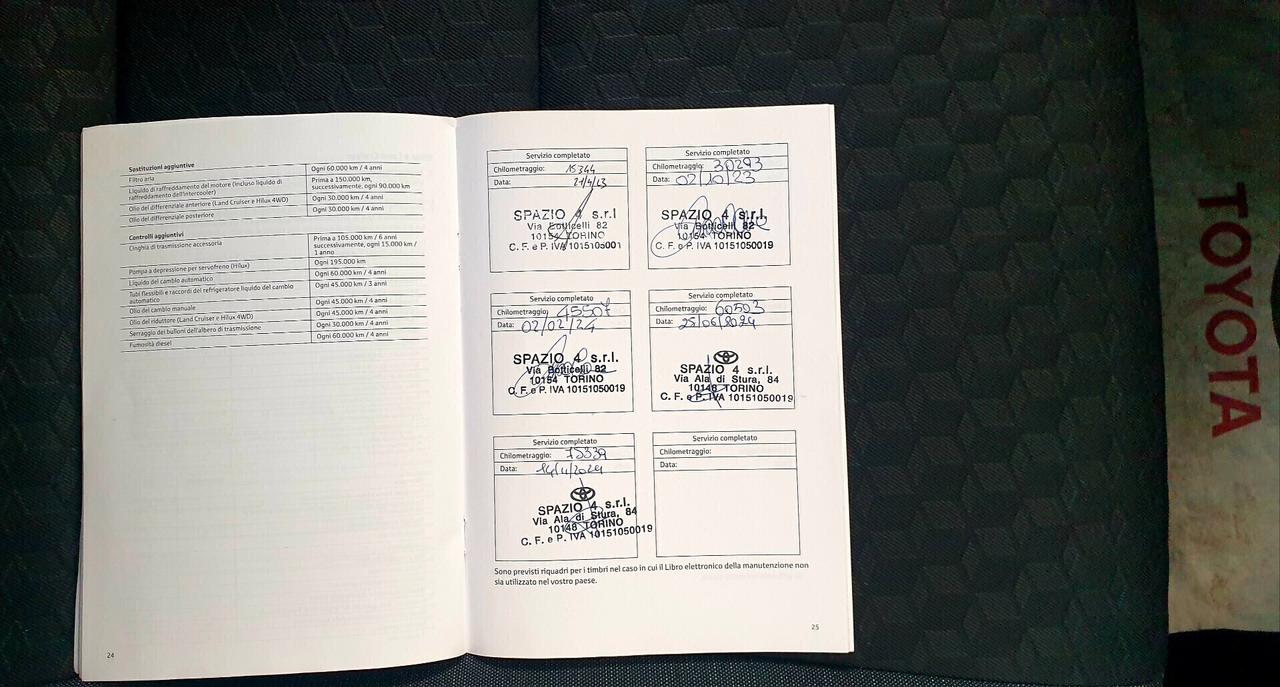 Sostituzioni aggiuntive
Filtro aria
Ogni 60.000 km / 4 anni
Liquido di raffreddamento del motore (incluso liquido di raffreddamento dell'intercooler)
Prima a 150.000 km, successivamente, ogni 90.000 km
Olio del differenziale anteriore (Land Cruiser e Hilux 4WD)
Ogni 30.000 km / 4 anni
Olio del differenziale posteriore
Ogni 30.000 km / 4 anni
Controlli aggiuntivi
Cinghia di trasmissione accessoria
Prima a 105.000 km / 6 anni
successivamente, ogni 15.000 km /
1 anno
Pompa a depressione per servofreno (Hilux)
Ogni 195.000 km
Liquido del cambio automatico
Ogni 60.000 km / 4 anni
Tubi flessibili e raccordi del refrigeratore liquido del cambio
automatico
Ogni 45.000 km / 3 anni
Olio del cambio manuale
Ogni 45.000 km / 4 anni
Olio del riduttore (Land Cruiser e Hilux 4WD)
Ogni 45.000 km / 4 anni
Serraggio dei bulloni dell'albero di trasmissione
Ogni 30.000 km / 4 anni
Fumosità diesel
Ogni 60.000 km / 4 anni
24
Servizio completato
Chilometraggio: 15344
Data: 21/4/23
SPAZIO 4 s.r.l.
Via Botticelli 82
10154 TORINO
C. F. e P. IVA
Servizio completato
Chilometraggio: 30293
Data: 02/10/23
SPAZIO 4 s.r.l.
Via Botticelli 82
10154 TORINO
C. F. e P. IVA 10151050019
Servizio completato
Chilometraggio: 45507
Data: 02/02/24
SPAZIO 4 s.r.l.
Via Botticelli 82
10154 TORINO
C. F. e P. IVA 10151050019
Servizio completato
Chilometraggio: 60503
Data: 25/06/2024
SPAZIO 4 s.r.l.
Via Ala di Stura, 84
10148 TORINO
C. F. e P. IVA 10151050019
Servizio completato
Chilometraggio: 75339
Data: 14/11/2024
SPAZIO 4 s.r.l.
Via Ala di Stura, 84
10148 TORINO
C. F. e P. IVA 10151050019
Servizio completato
Chilometraggio:
Data:
Sono previsti riquadri per i timbri nel caso in cui il Libro elettronico della manutenzione non
sia utilizzato nel vostro paese.
25
TOYOTA